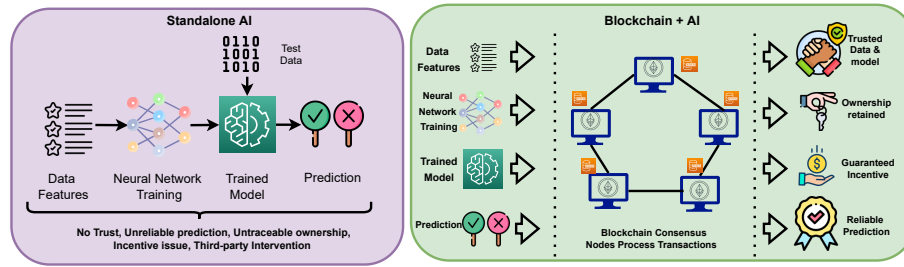 Standalone AI
0110
1001
1010
Test
Data
Data
Features
Neural Network
Training
Trained
Model
Prediction
No Trust, Unreliable prediction, Untraceable ownership,
Incentive issue, Third-party Intervention
Blockchain + AI
Data
Features
Neural
Network
Training
Trained
Model
Prediction
Blockchain Consensus
Nodes Process Transactions
Trusted
Data &
model
Ownership
retained
Guaranteed
Incentive
Reliable
Prediction